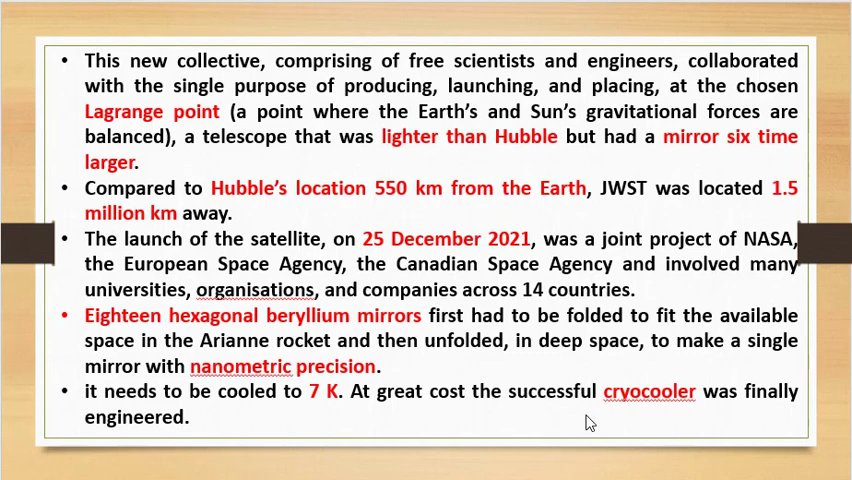 • This new collective, comprising of free scientists and engineers, collaborated
with the single purpose of producing, launching, and placing, at the chosen
Lagrange point (a point where the Earth's and Sun's gravitational forces are
balanced), a telescope that was lighter than Hubble but had a mirror six time
larger.
• Compared to Hubble's location 550 km from the Earth, JWST was located 1.5
million km away.
• The launch of the satellite, on 25 December 2021, was a joint project of NASA,
the European Space Agency, the Canadian Space Agency and involved many
universities, organisations, and companies across 14 countries.
• Eighteen hexagonal beryllium mirrors first had to be folded to fit the available
space in the Arianne rocket and then unfolded, in deep space, to make a single
mirror with nanometric precision.
• it needs to be cooled to 7 K. At great cost the successful cryocooler was finally
engineered.